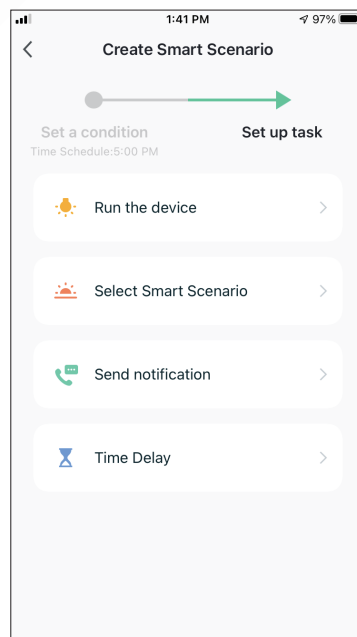 1:41 PM
97%
Create Smart Scenario
Set a condition
Set up task
Time Schedule:5:00 PM
Run the device
Select Smart Scenario
Send notification
Time Delay